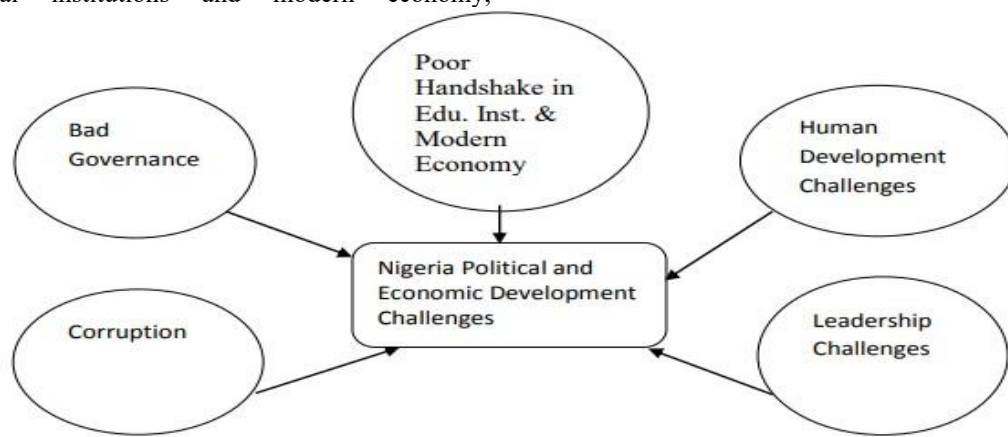 institutions and modern economy,
Poor
Handshake in
Edu. Inst. &
Modern
Economy
Bad
Governance
Human
Development
Challenges
Nigeria Political and
Economic Development
Challenges
Corruption
Leadership
Challenges